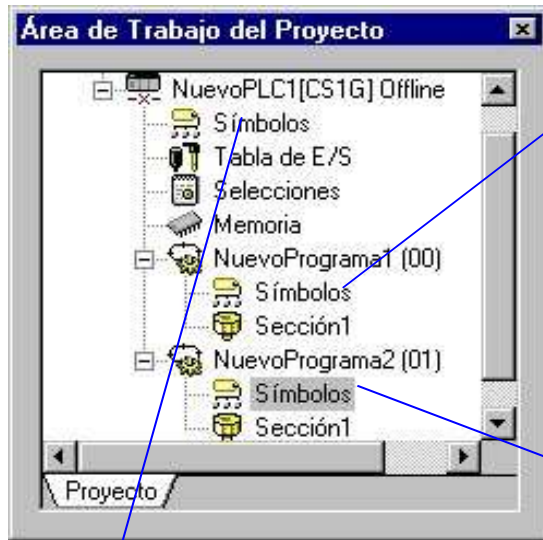 Área de Trabajo del Proyecto
NuevoPLC1[CS1G] Offline
Símbolos
Tabla de E/S
Selecciones
Memoria
NuevoPrograma1 (00)
Símbolos
Sección1
NuevoPrograma2 (01)
Símbolos
Sección1
Proyecto